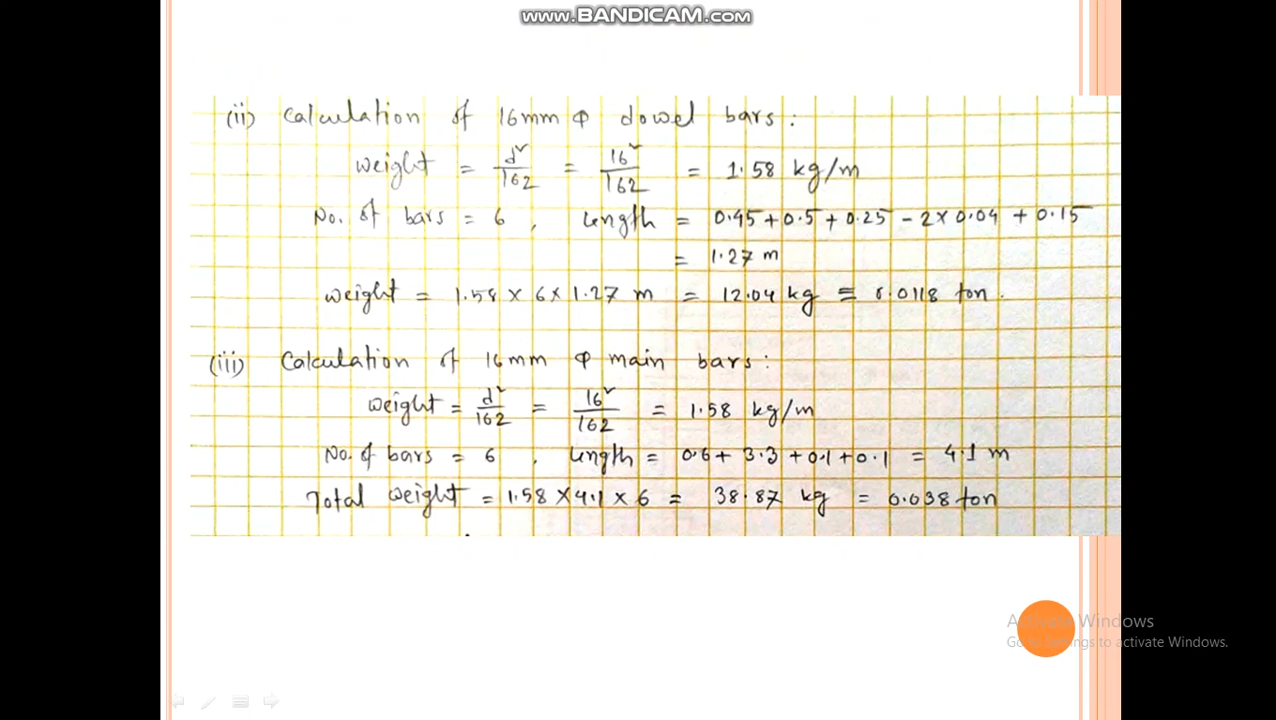 www.BANDICAM.com
(ii) Calculation of 16mm Φ dowel bars :
weight = d²/162 = 16²/162 = 1.58 kg/m
No. of bars = 6 , Length = 0.45 + 0.5 + 0.25 - 2 × 0.04 + 0.15
= 1.27 m
weight = 1.58 × 6 × 1.27 m = 12.04 kg = 0.0118 ton.
(iii) Calculation of 16mm Φ main bars :
weight = d²/162 = 16²/162 = 1.58 kg/m
No. of bars = 6 , Length = 0.6 + 3.3 + 0.1 + 0.1 = 4.1 m
Total weight = 1.58 × 4.1 × 6 = 38.87 kg = 0.038 ton
Activate Windows
Go to Settings to activate Windows.